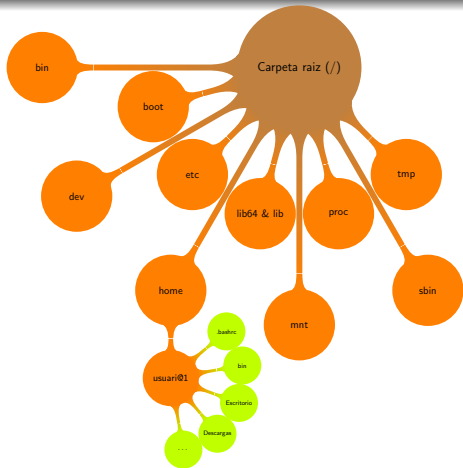 Carpeta raiz (/)
bin
boot
dev
etc
lib64 & lib
proc
tmp
home
mnt
sbin
usuari@1
.bashrc
bin
Escritorio
Descargas
...